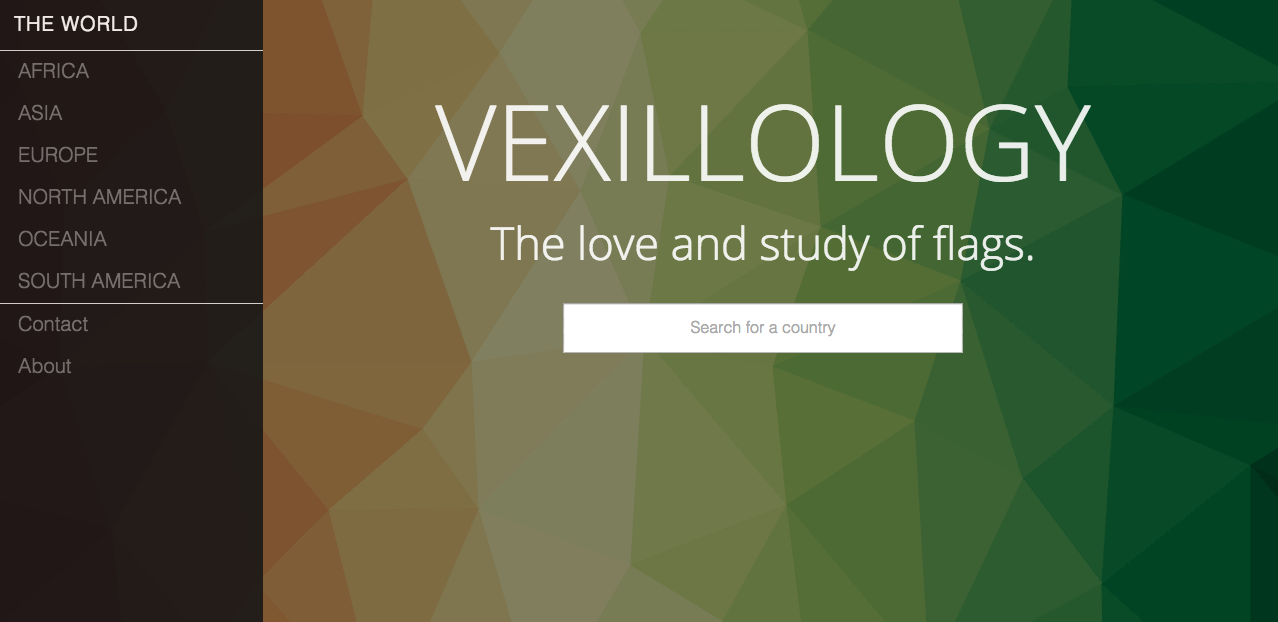 THE WORLD
AFRICA
ASIA
EUROPE
NORTH AMERICA
OCEANIA
SOUTH AMERICA
Contact
About
VEXILLOLOGY
The love and study of flags.
Search for a country